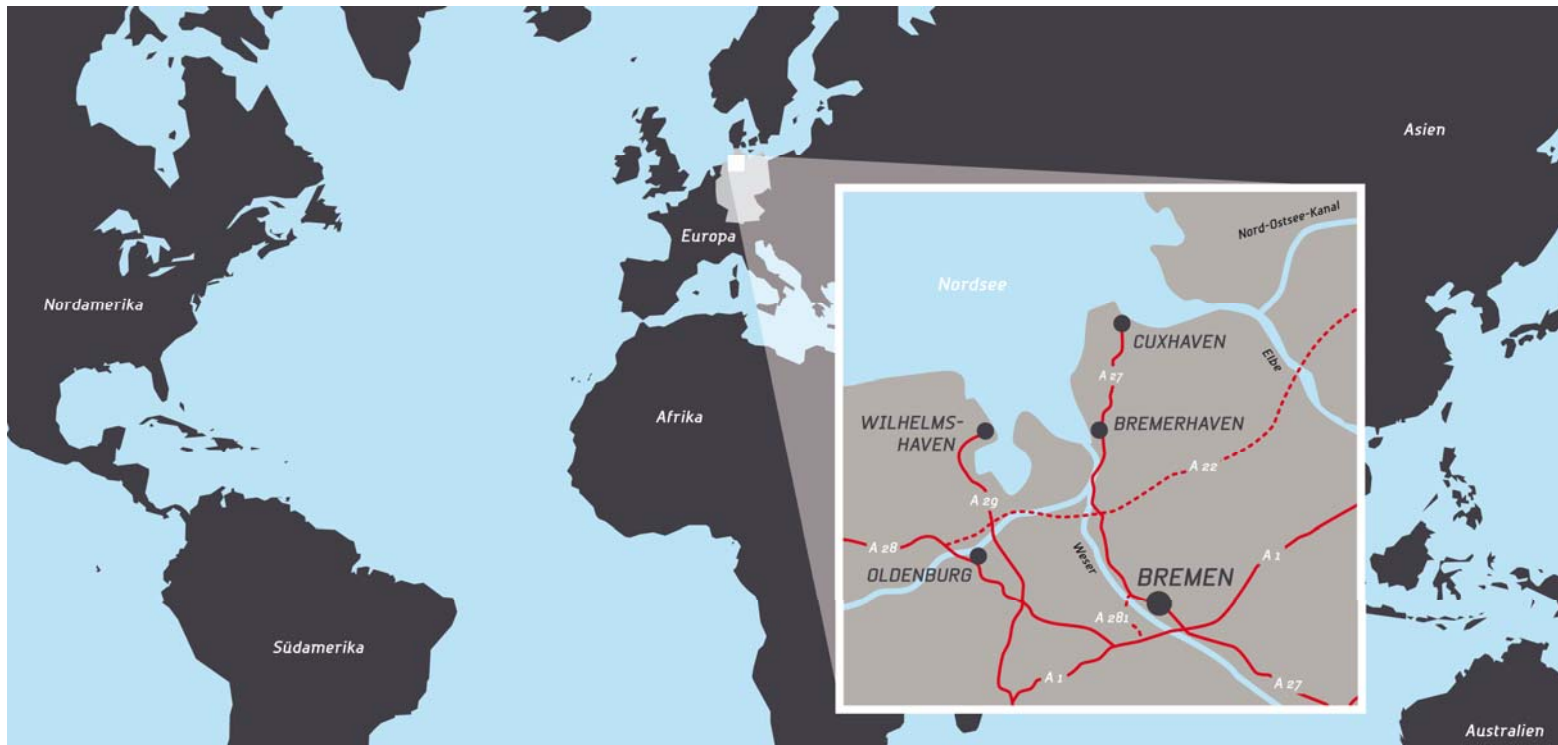 Asien
Europa
Nordamerika
Afrika
Südamerika
Australien
Nord-Ostsee-Kanal
Nordsee
CUXHAVEN
Elbe
A 27
WILHELMS-
HAVEN
BREMERHAVEN
A 22
A 29
A 28
A 1
Weser
OLDENBURG
BREMEN
A 281
A 1
A 27